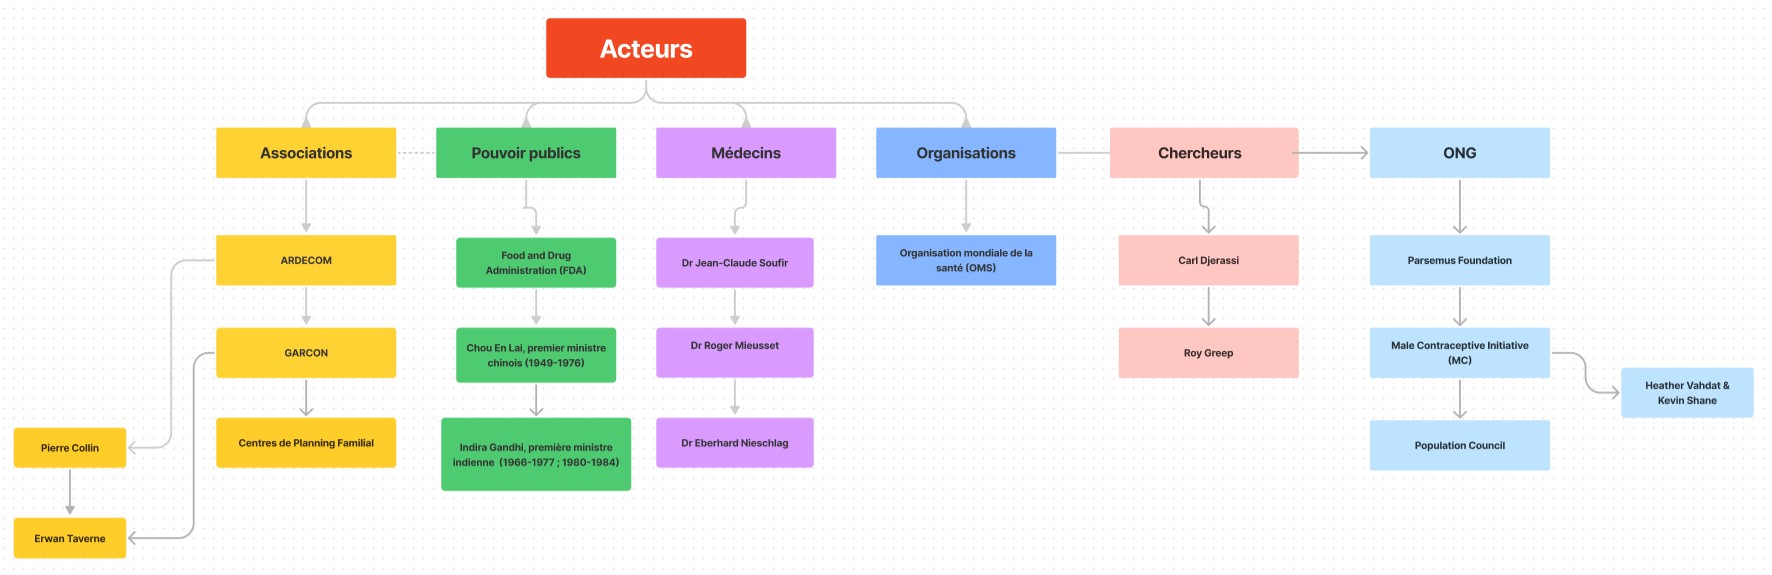 Acteurs
Associations
Pouvoir publics
Médecins
Organisations
Chercheurs
ONG
ARDECOM
Food and Drug
Administration (FDA)
Dr Jean-Claude Soufir
Organisation mondiale de la
santé (OMS)
Carl Djerassi
Parsemus Foundation
GARCON
Chou En Lai, premier ministre
chinois (1949-1976)
Dr Roger Mieusset
Roy Greep
Male Contraceptive Initiative
(MC)
Heather Vahdat &
Kevin Shane
Pierre Collin
Centres de Planning Familial
Indira Gandhi, première ministre
indienne (1966-1977 ; 1980-1984)
Dr Eberhard Nieschlag
Population Council
Erwan Taverne